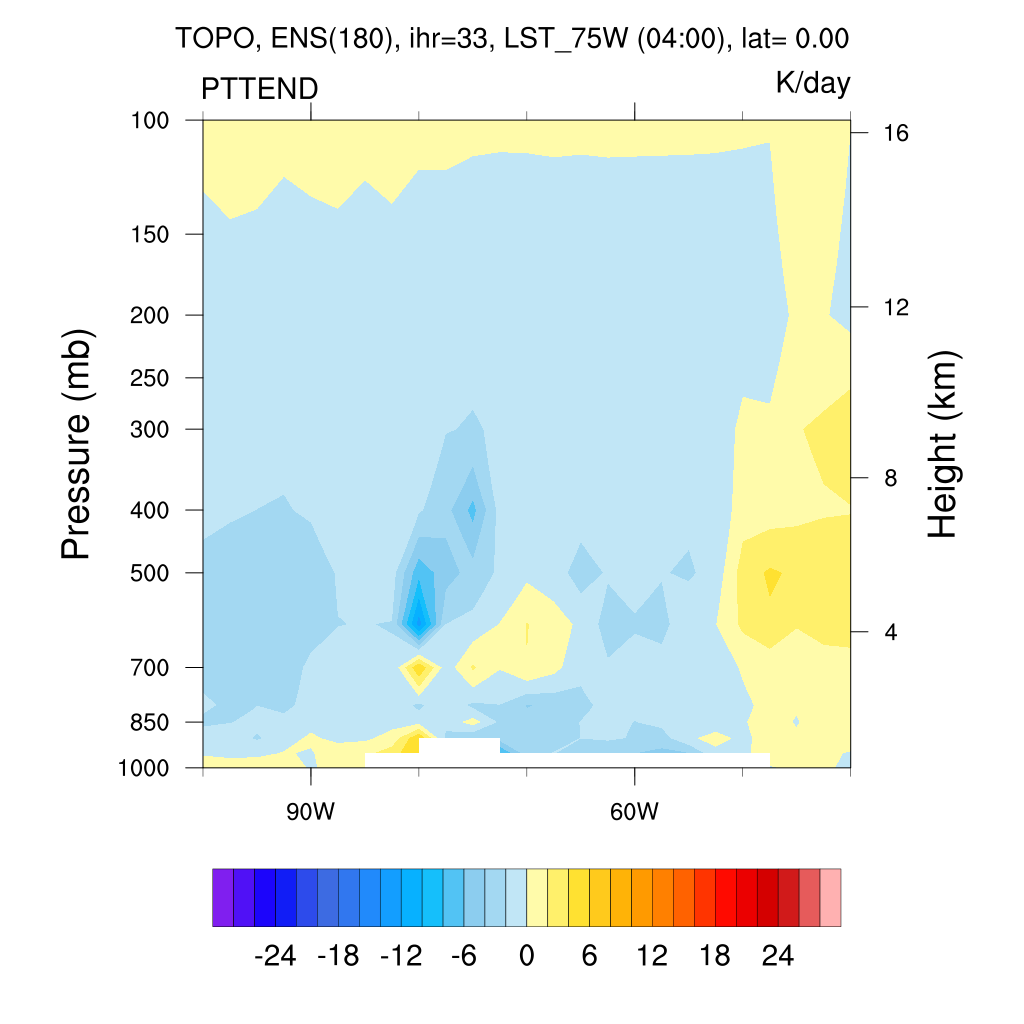 TOPO, ENS(180), ihr=33, LST_75W (04:00), lat= 0.00
PTTEND K/day
100
150
200
250
300
400
500
700
850
1000
Pressure (mb)
16
12
8
4
Height (km)
90W 60W
-24 -18 -12 -6 0 6 12 18 24